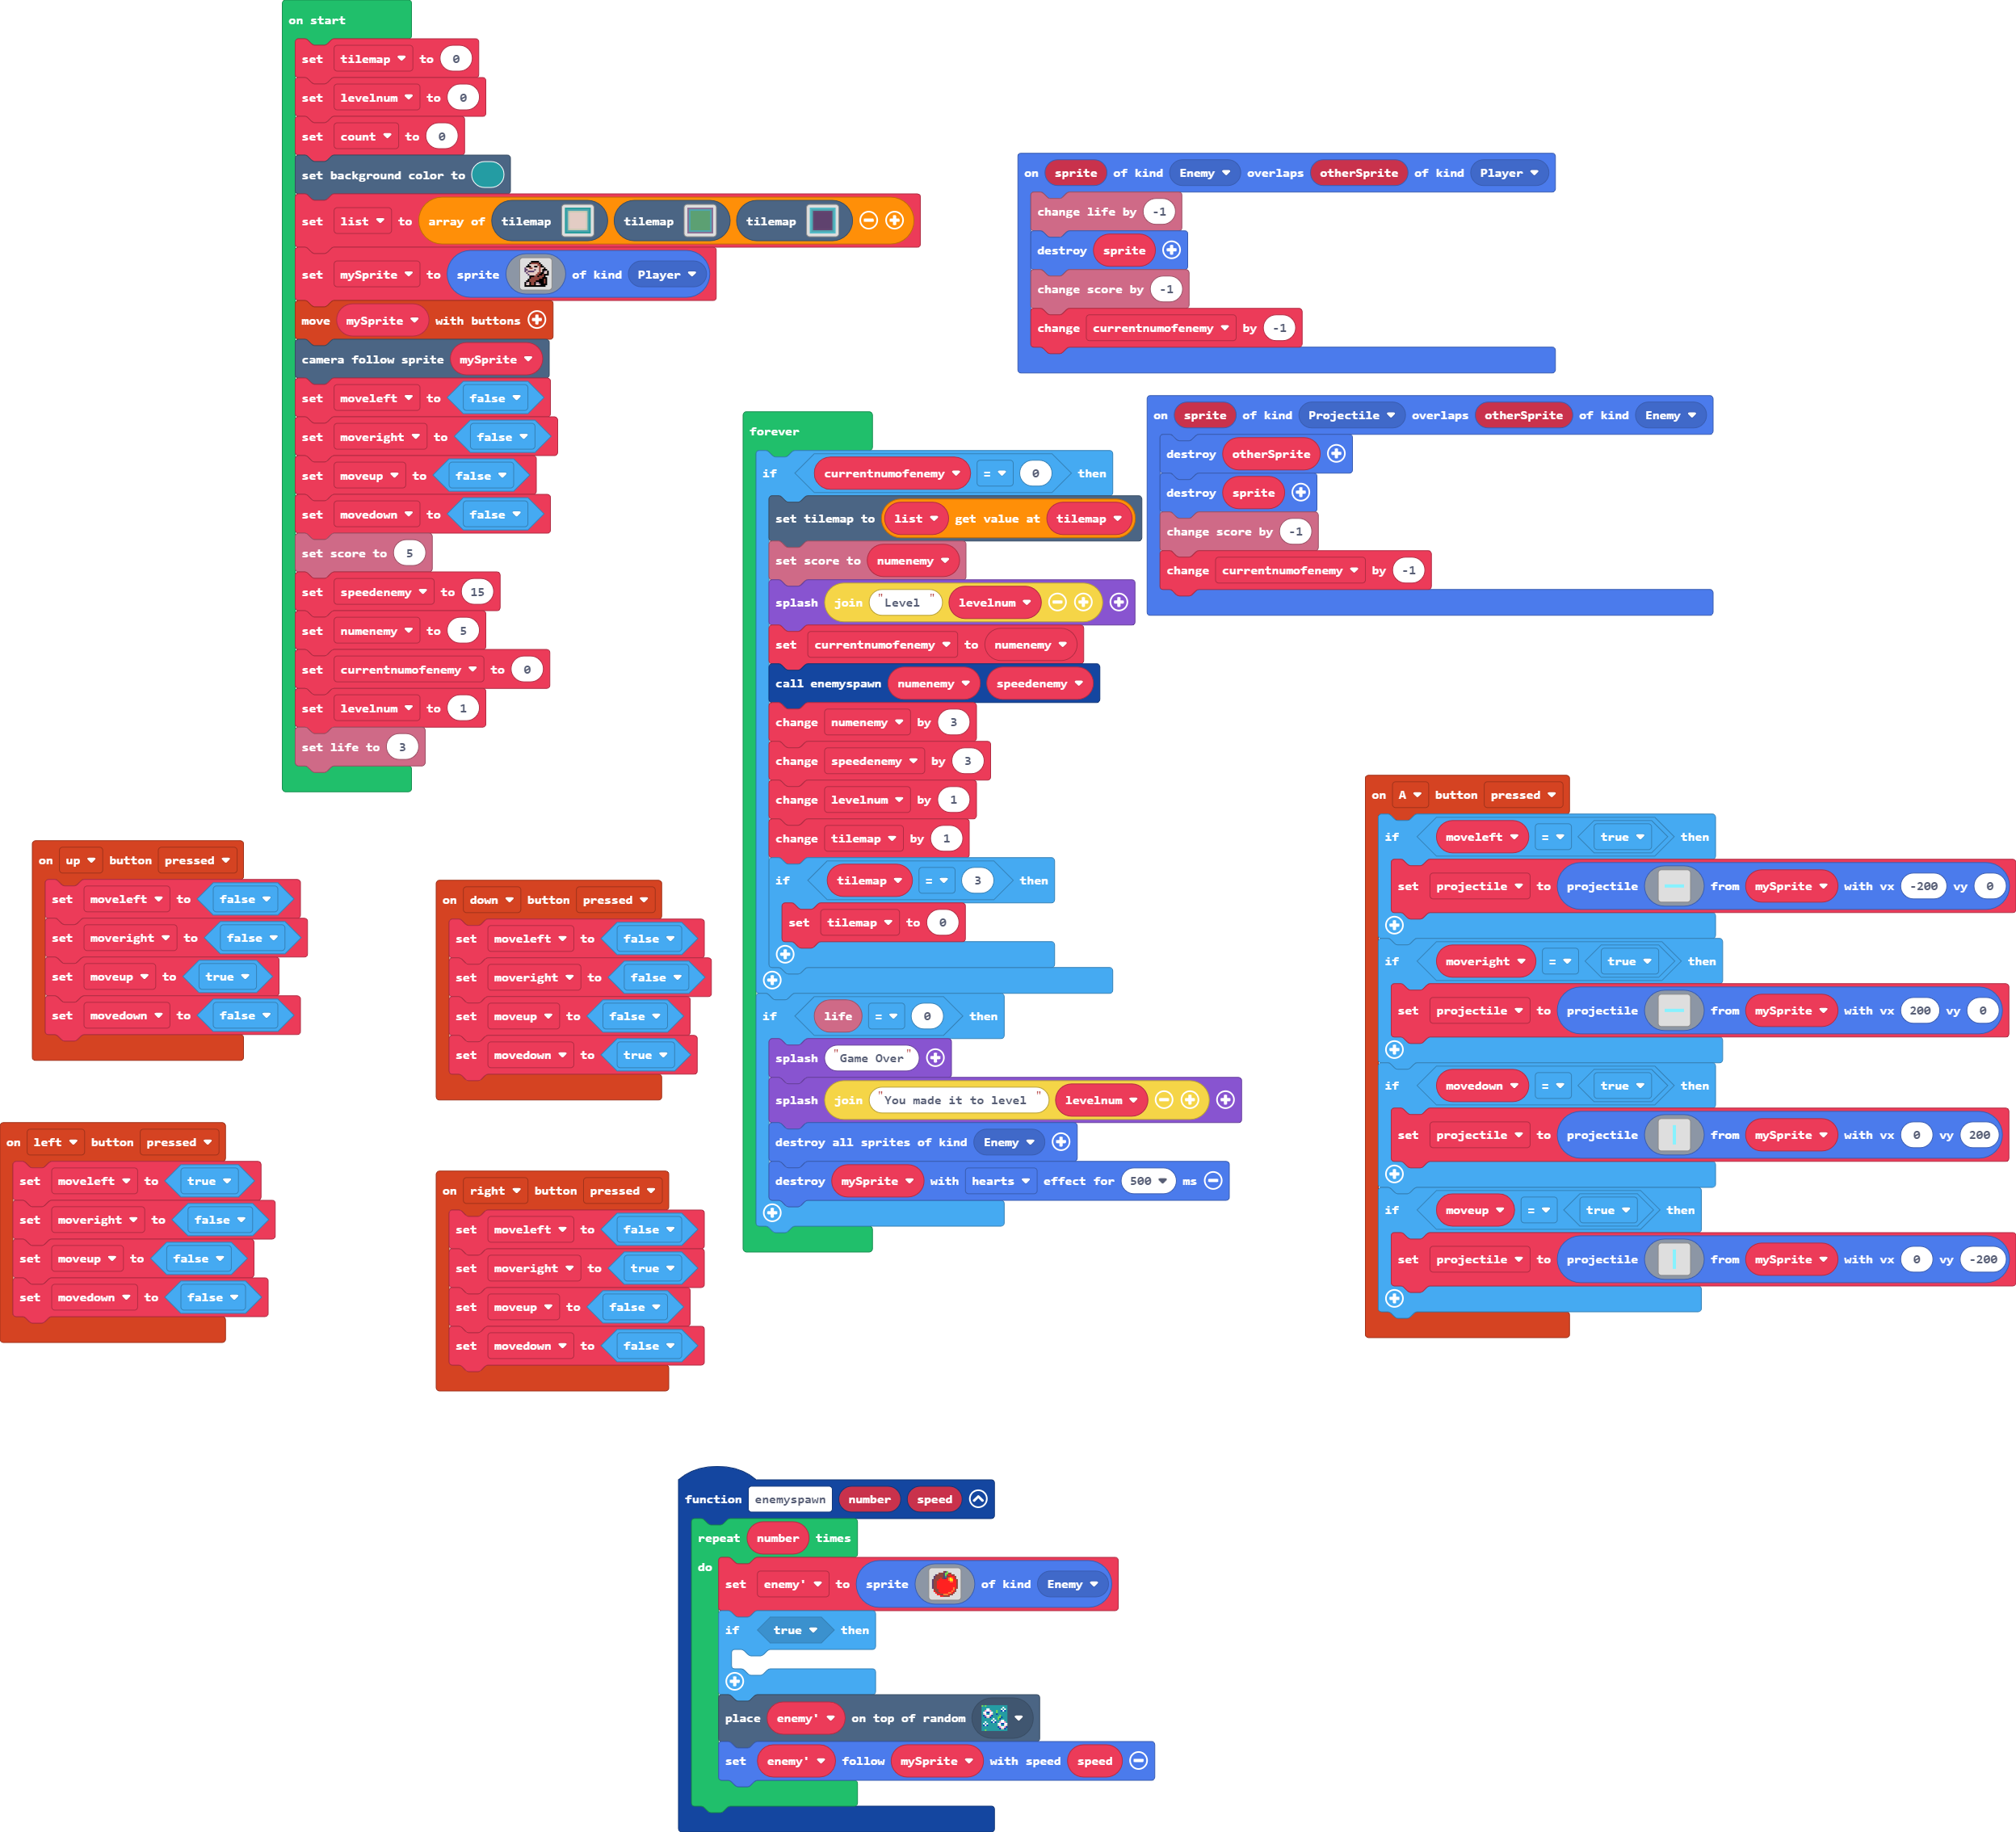 on start
set tilemap to 0
set levelnum to 0
set count to 0
set background color to
set list to array of tilemap tilemap tilemap
set mySprite to sprite of kind Player
move mySprite with buttons
camera follow sprite mySprite
set moveleft to false
set moveright to false
set moveup to false
set movedown to false
set score to 5
set speedenemy to 15
set numenemy to 5
set currentnumofenemy to 0
set levelnum to 1
set life to 3
on sprite of kind Enemy overlaps otherSprite of kind Player
change life by -1
destroy sprite
change score by -1
change currentnumofenemy by -1
on sprite of kind Projectile overlaps otherSprite of kind Enemy
destroy otherSprite
destroy sprite
change score by -1
change currentnumofenemy by -1
forever
if currentnumofenemy = 0 then
set tilemap to list get value at tilemap
set score to numenemy
splash join "Level " levelnum
set currentnumofenemy to numenemy
call enemyspawn numenemy speedenemy
change numenemy by 3
change speedenemy by 3
change levelnum by 1
change tilemap by 1
if tilemap = 3 then
set tilemap to 0
if life = 0 then
splash "Game Over"
splash join "You made it to level " levelnum
destroy all sprites of kind Enemy
destroy mySprite with hearts effect for 500 ms
on up button pressed
set moveleft to false
set moveright to false
set moveup to true
set movedown to false
on down button pressed
set moveleft to false
set moveright to false
set moveup to false
set movedown to true
on left button pressed
set moveleft to true
set moveright to false
set moveup to false
set movedown to false
on right button pressed
set moveleft to false
set moveright to true
set moveup to false
set movedown to false
on A button pressed
if moveleft = true then
set projectile to projectile from mySprite with vx -200 vy 0
if moveright = true then
set projectile to projectile from mySprite with vx 200 vy 0
if movedown = true then
set projectile to projectile from mySprite with vx 0 vy 200
if moveup = true then
set projectile to projectile from mySprite with vx 0 vy -200
function enemyspawn number speed
repeat number times
do
set enemy' to sprite of kind Enemy
if true then
place enemy' on top of random
set enemy' follow mySprite with speed speed